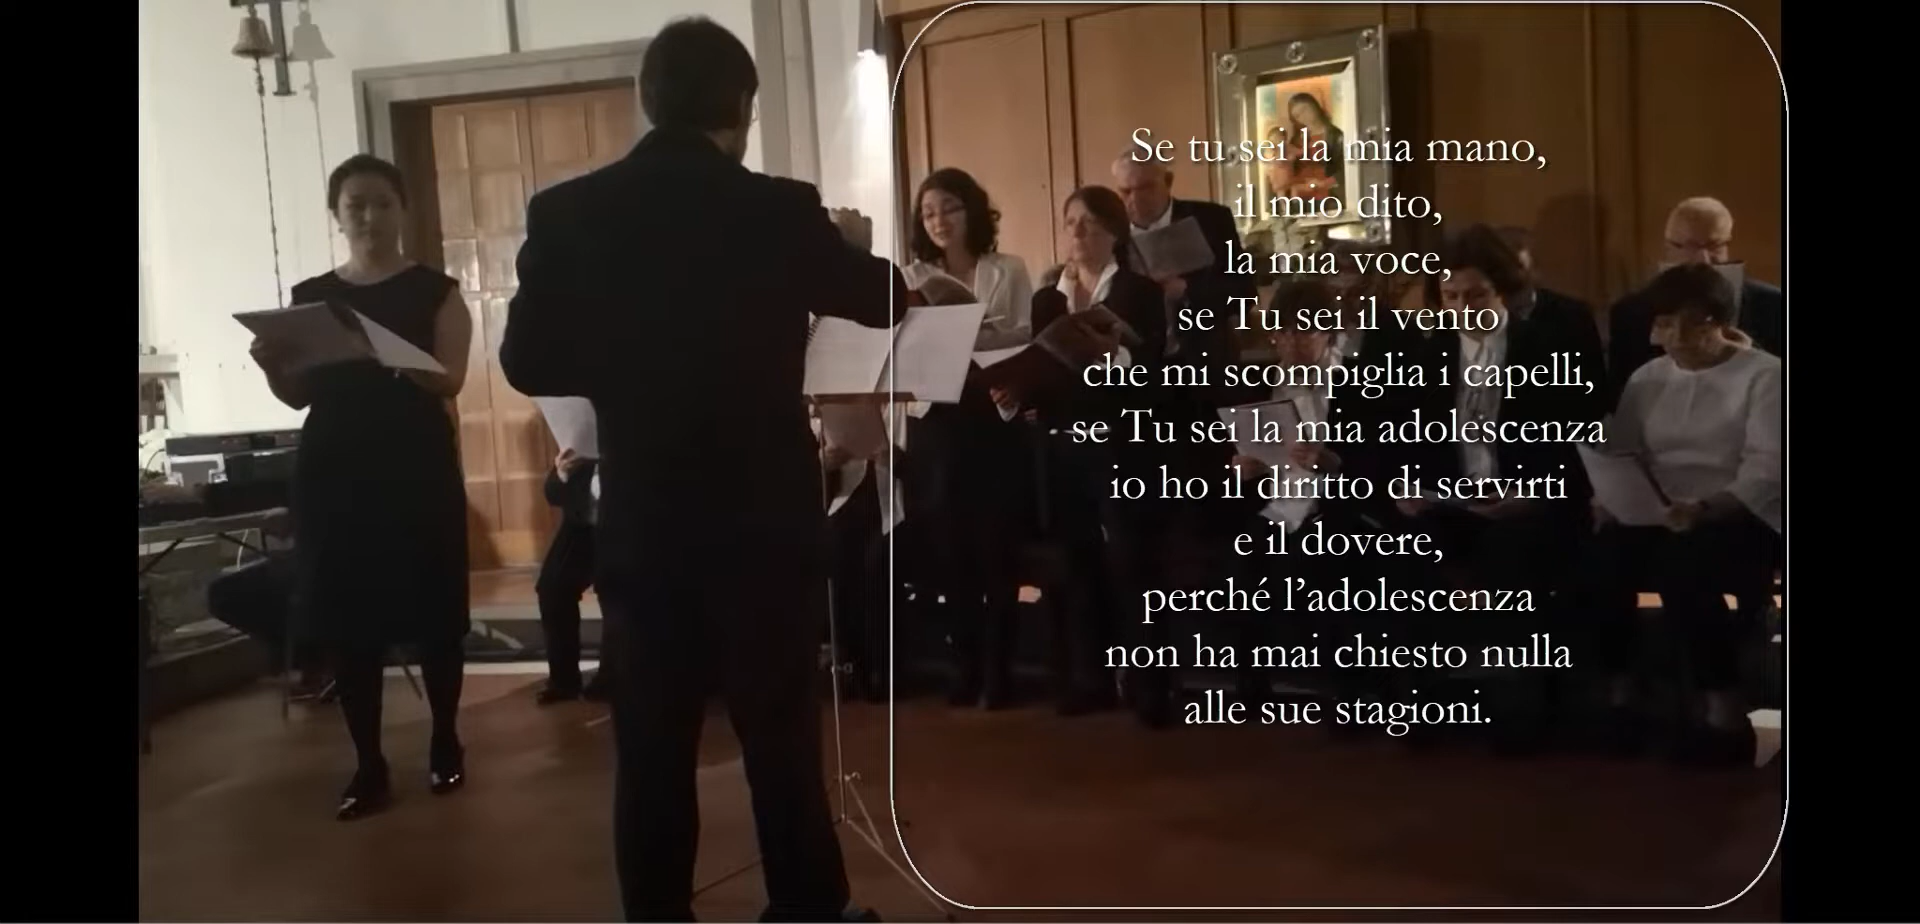 Se tu sei la mia mano,
il mio dito,
la mia voce,
se Tu sei il vento
che mi scompiglia i capelli,
se Tu sei la mia adolescenza
io ho il diritto di servirti
e il dovere,
perché l’adolescenza
non ha mai chiesto nulla
alle sue stagioni.